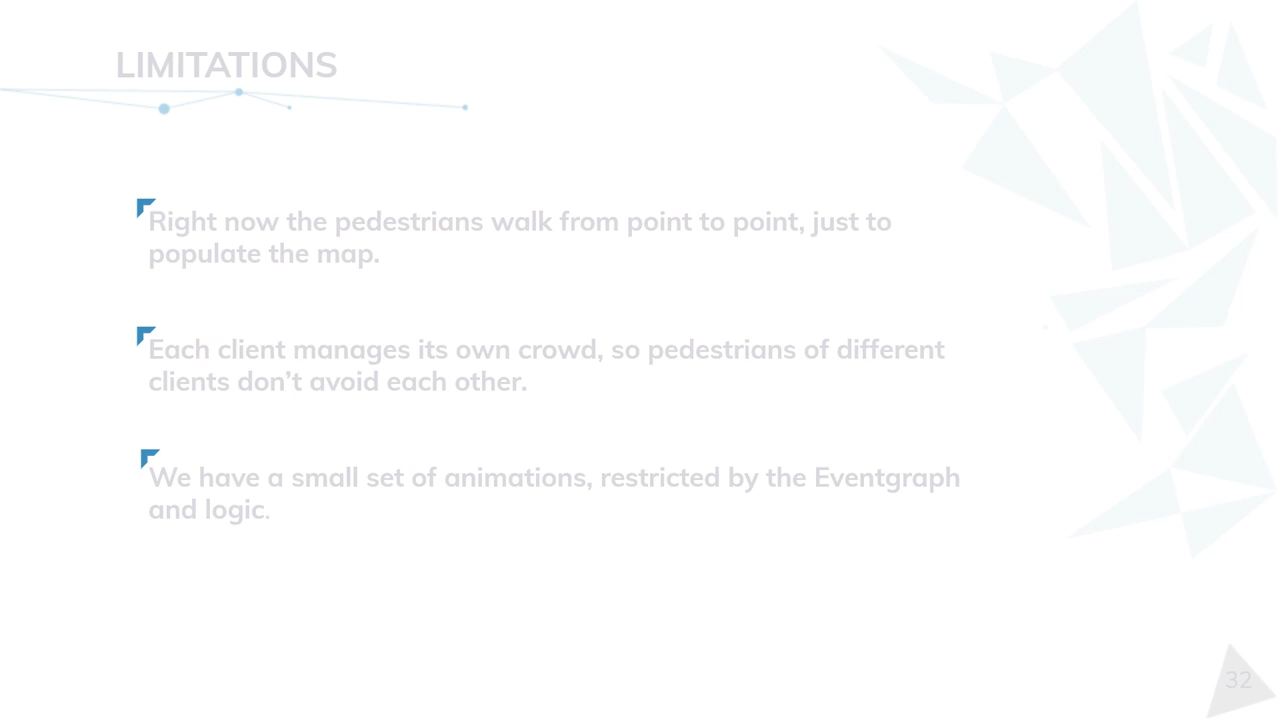 LIMITATIONS
Right now the pedestrians walk from point to point, just to
populate the map.
Each client manages its own crowd, so pedestrians of different
clients don’t avoid each other.
We have a small set of animations, restricted by the Eventgraph
and logic.
32